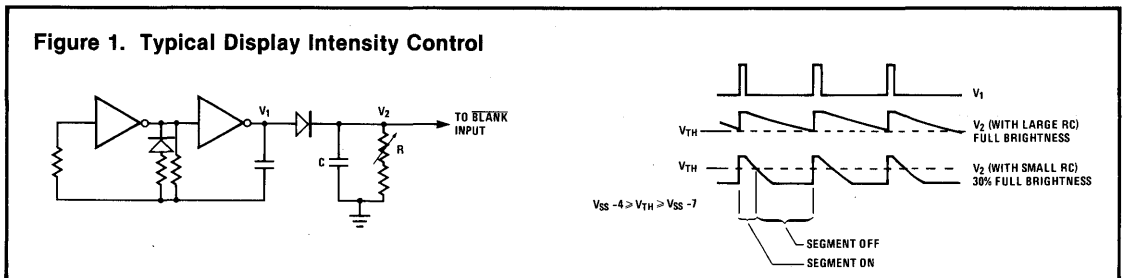 Figure 1. Typical Display Intensity Control
V1
V2
TO BLANK
INPUT
C
R
V1
VTH
V2 (WITH LARGE RC)
FULL BRIGHTNESS
VTH
V2 (WITH SMALL RC)
30% FULL BRIGHTNESS
VSS -4 ⩾ VTH ⩾ VSS -7
SEGMENT OFF
SEGMENT ON